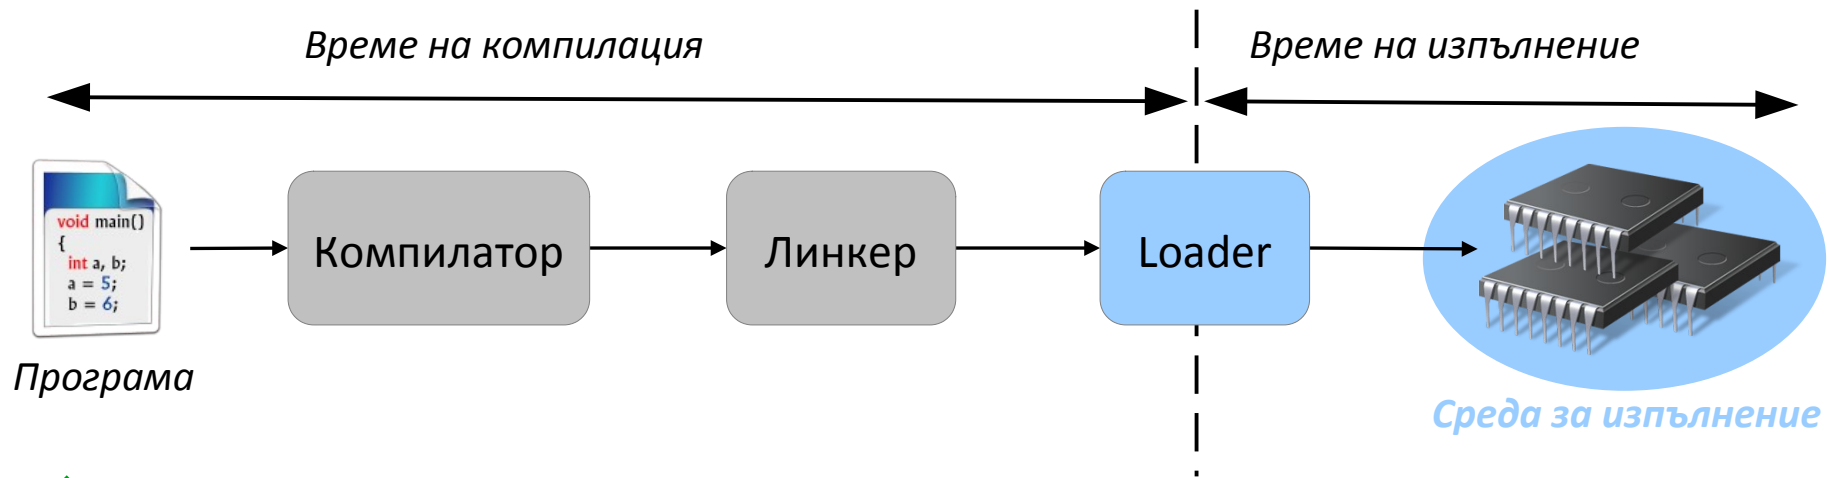 Време на компилация
Време на изпълнение
void main()
{
int a, b;
a = 5;
b = 6;
Компилатор
Линкер
Loader
Програма
Среда за изпълнение